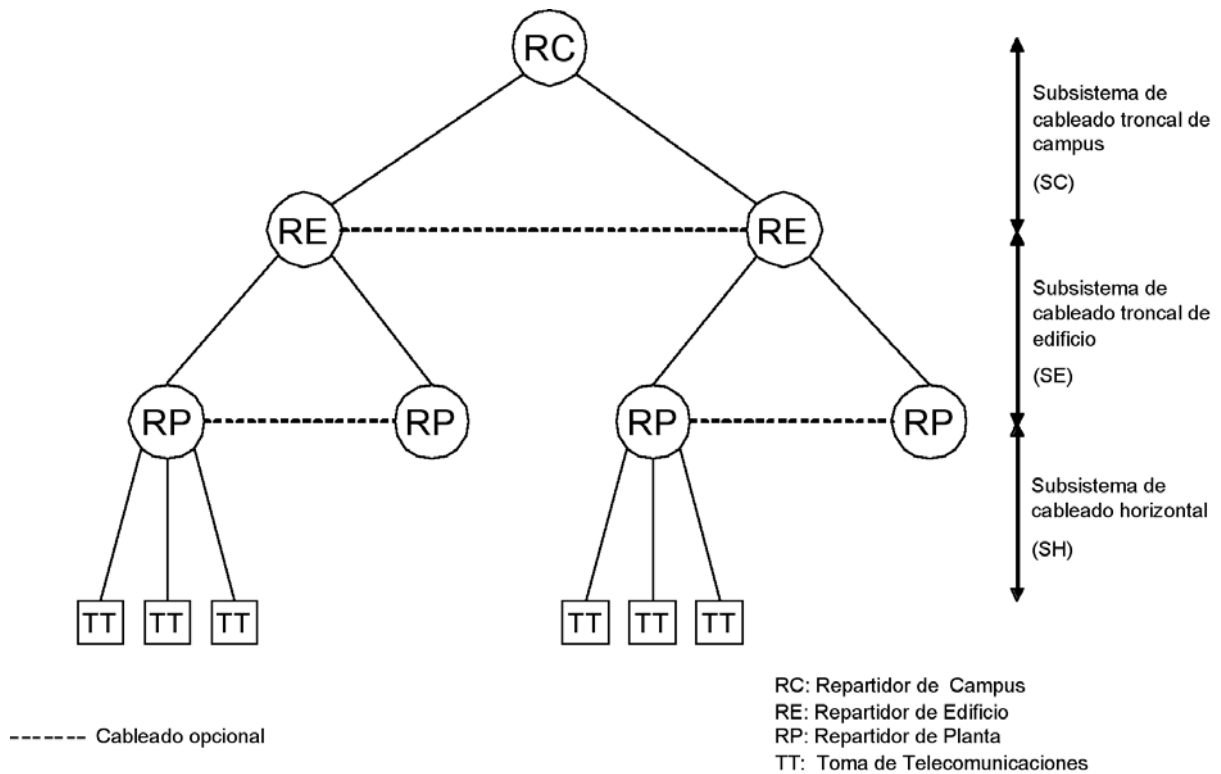 RC
Subsistema de
cableado troncal de
campus
(SC)
RE
RE
Subsistema de
cableado troncal de
edificio
(SE)
RP
RP
RP
RP
Subsistema de
cableado horizontal
(SH)
TT
TT
TT
TT
TT
TT
RC: Repartidor de Campus
RE: Repartidor de Edificio
RP: Repartidor de Planta
TT: Toma de Telecomunicaciones
Cableado opcional